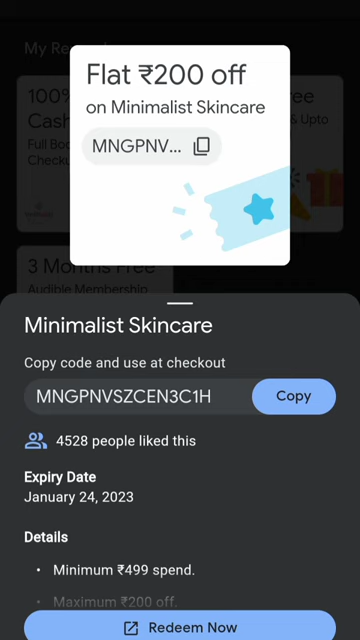 My Re
Flat ₹200 off
on Minimalist Skincare
MNGPNV...
100%
Cash
Full Bo
Checku
ree
& Upto
3 Months Free
Audible Membership
Minimalist Skincare
Copy code and use at checkout
MNGPNVSZCEN3C1H
Copy
4528 people liked this
Expiry Date
January 24, 2023
Details
• Minimum ₹499 spend.
• Maximum ₹200 off.
Redeem Now